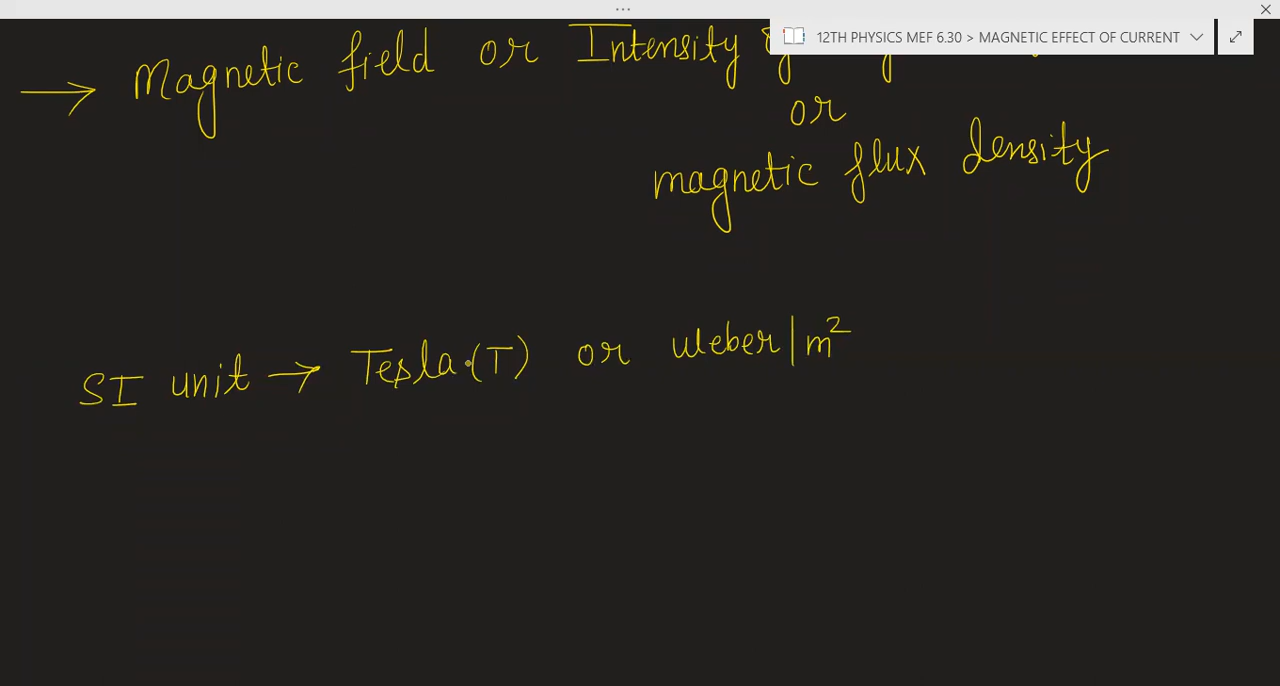 12TH PHYSICS MEF 6.30 > MAGNETIC EFFECT OF CURRENT
→ Magnetic field or Intensity
or
magnetic flux density
SI unit → Tesla (T) or weber|m²